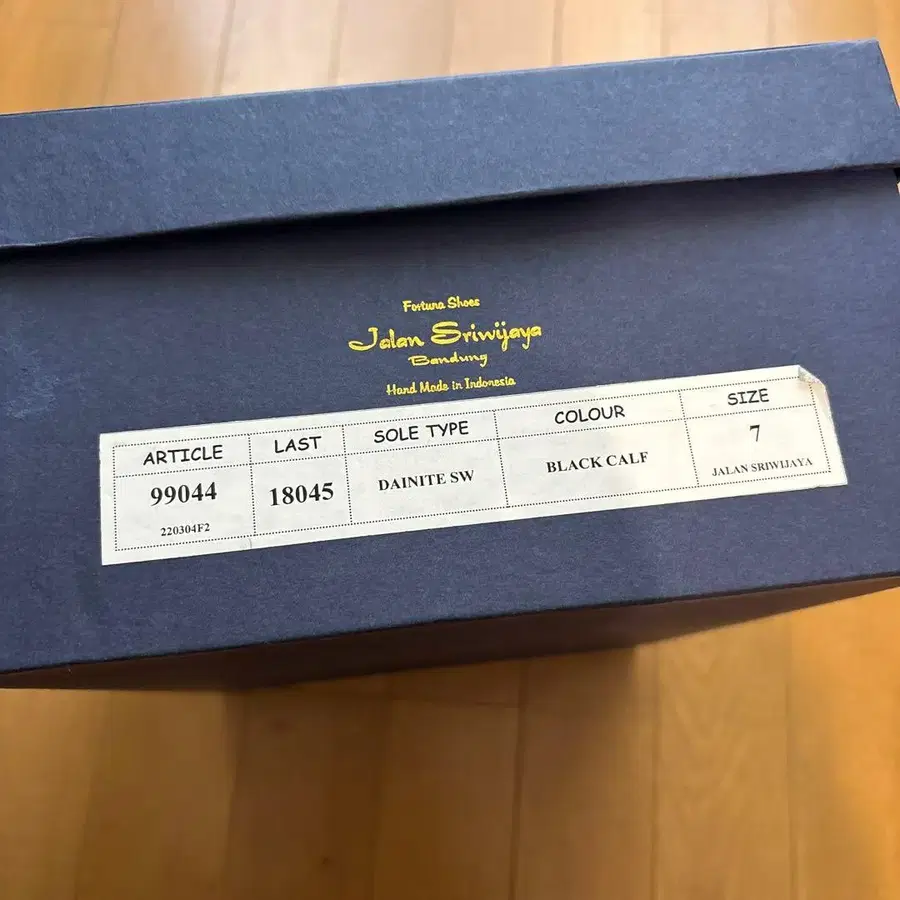 Fortuna Shoes
Jalan Sriwijaya
Bandung
Hand Made in Indonesia
ARTICLE LAST SOLE TYPE COLOUR SIZE
99044 18045 DAINITE SW BLACK CALF 7
220304F2 JALAN SRIWIJAYA